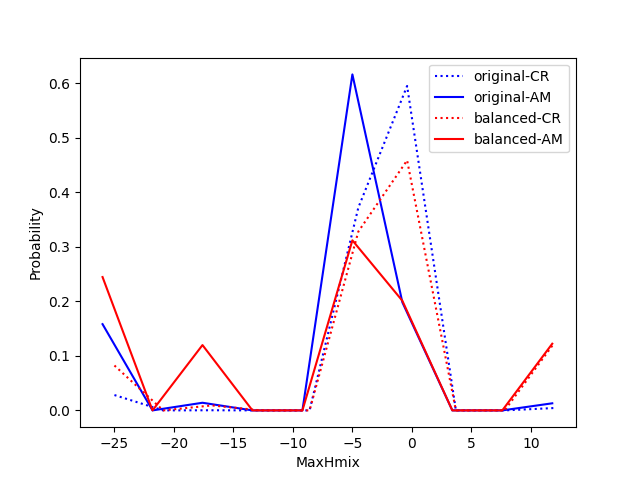 original-CR
original-AM
balanced-CR
balanced-AM
0.6
0.5
0.4
0.3
0.2
0.1
0.0
Probability
−25 −20 −15 −10 −5 0 5 10
MaxHmix